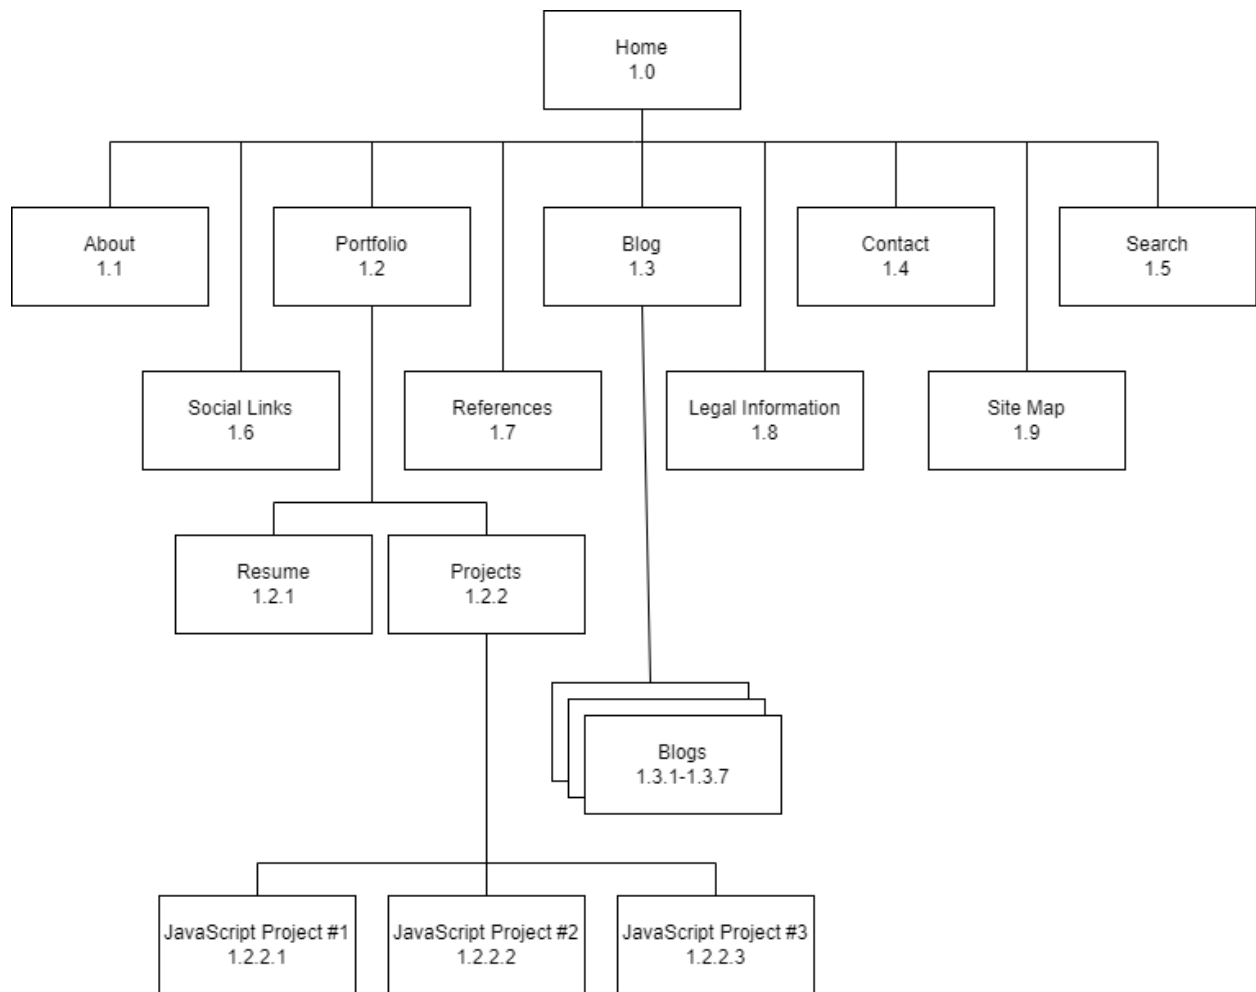 Home
1.0
About
1.1
Portfolio
1.2
Blog
1.3
Contact
1.4
Search
1.5
Social Links
1.6
References
1.7
Legal Information
1.8
Site Map
1.9
Resume
1.2.1
Projects
1.2.2
Blogs
1.3.1-1.3.7
JavaScript Project #1
1.2.2.1
JavaScript Project #2
1.2.2.2
JavaScript Project #3
1.2.2.3